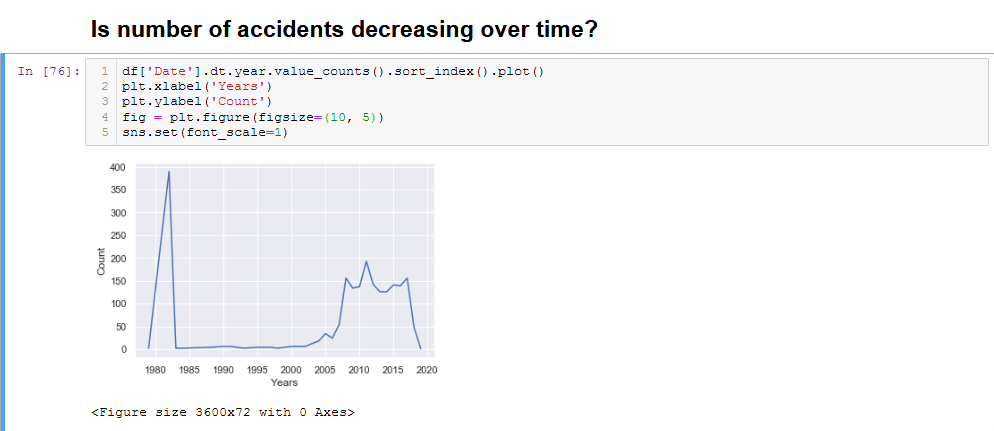 Is number of accidents decreasing over time?
In [76]:
1 df['Date'].dt.year.value_counts().sort_index().plot()
2 plt.xlabel('Years')
3 plt.ylabel('Count')
4 fig = plt.figure(figsize=(10, 5))
5 sns.set(font_scale=1)
400
350
300
250
200
150
100
50
0
Count
1980 1985 1990 1995 2000 2005 2010 2015 2020
Years
<Figure size 3600x72 with 0 Axes>